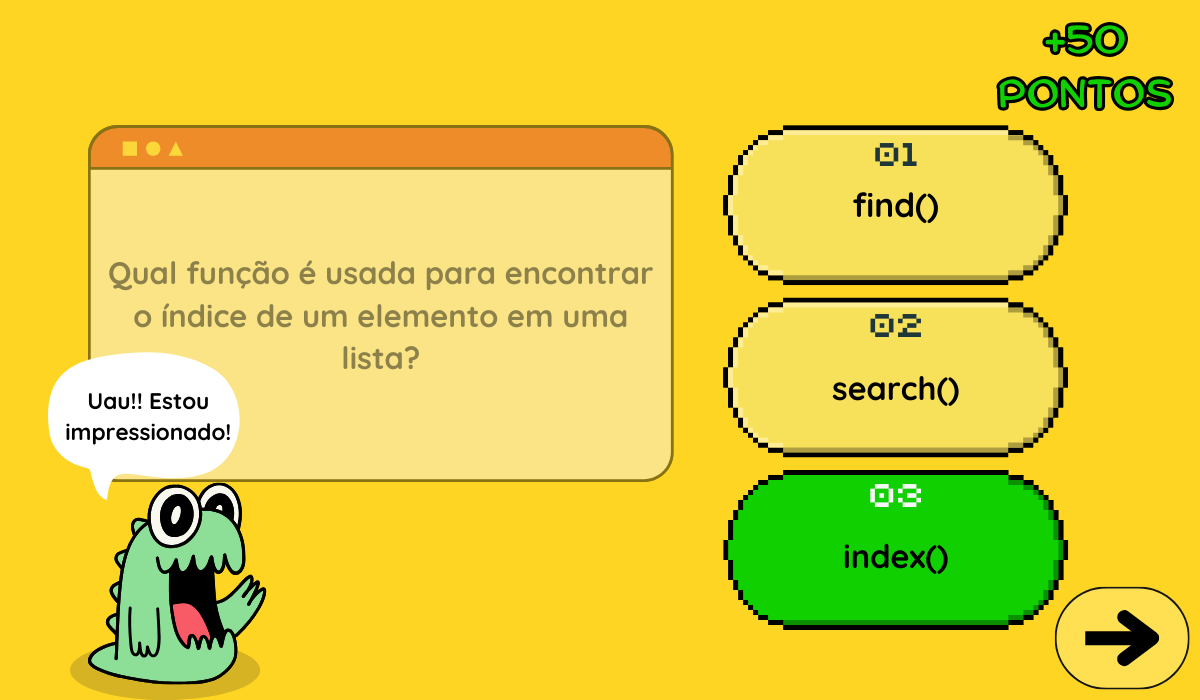 +50
PONTOS
Qual função é usada para encontrar
o índice de um elemento em uma
lista?
Uau!! Estou
impressionado!
01
find()
02
search()
03
index()